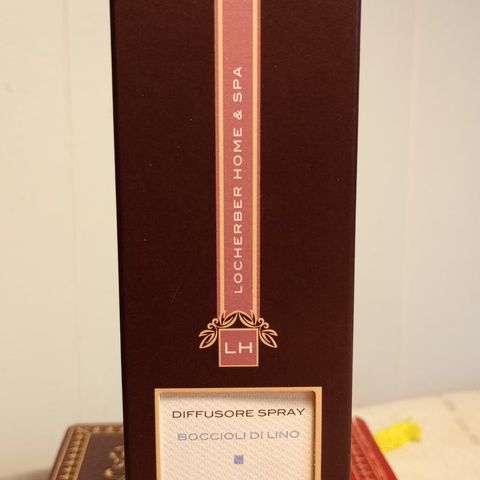 LOCHERBER HOME & SPA
LH
DIFFUSORE SPRAY
BOCCIOLI DI LINO